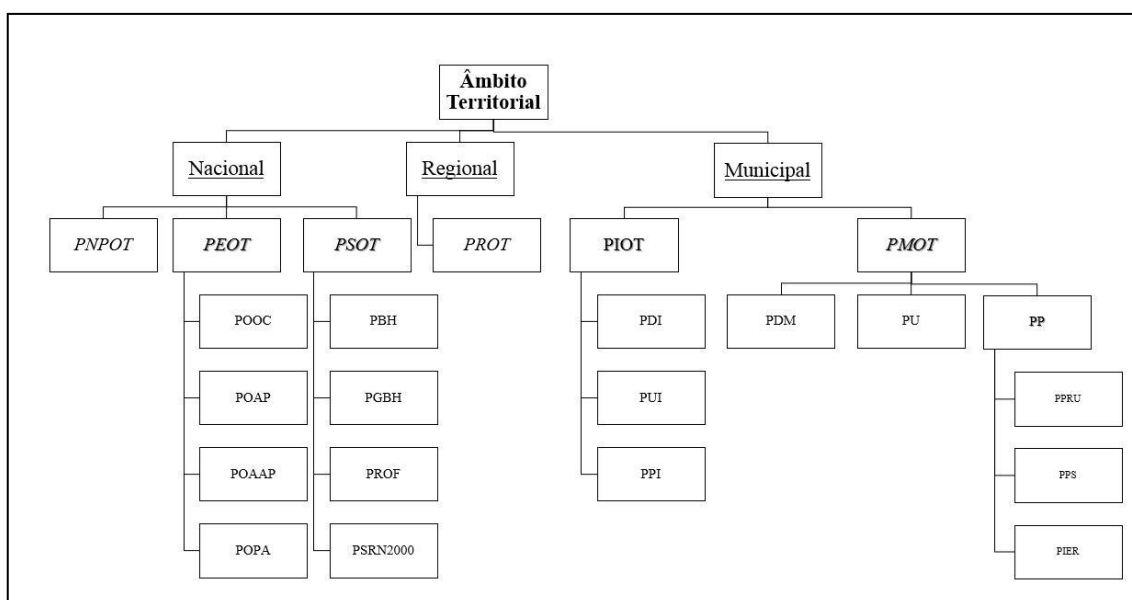 Âmbito
Territorial
Nacional
Regional
Municipal
PNPOT
PEOT
PSOT
PROT
PIOT
PMOT
POOC
PBH
PDI
PDM
PU
PP
POAP
PGBH
PUI
PPRU
POAAP
PROF
PPI
PPS
POPA
PSRN2000
PIER